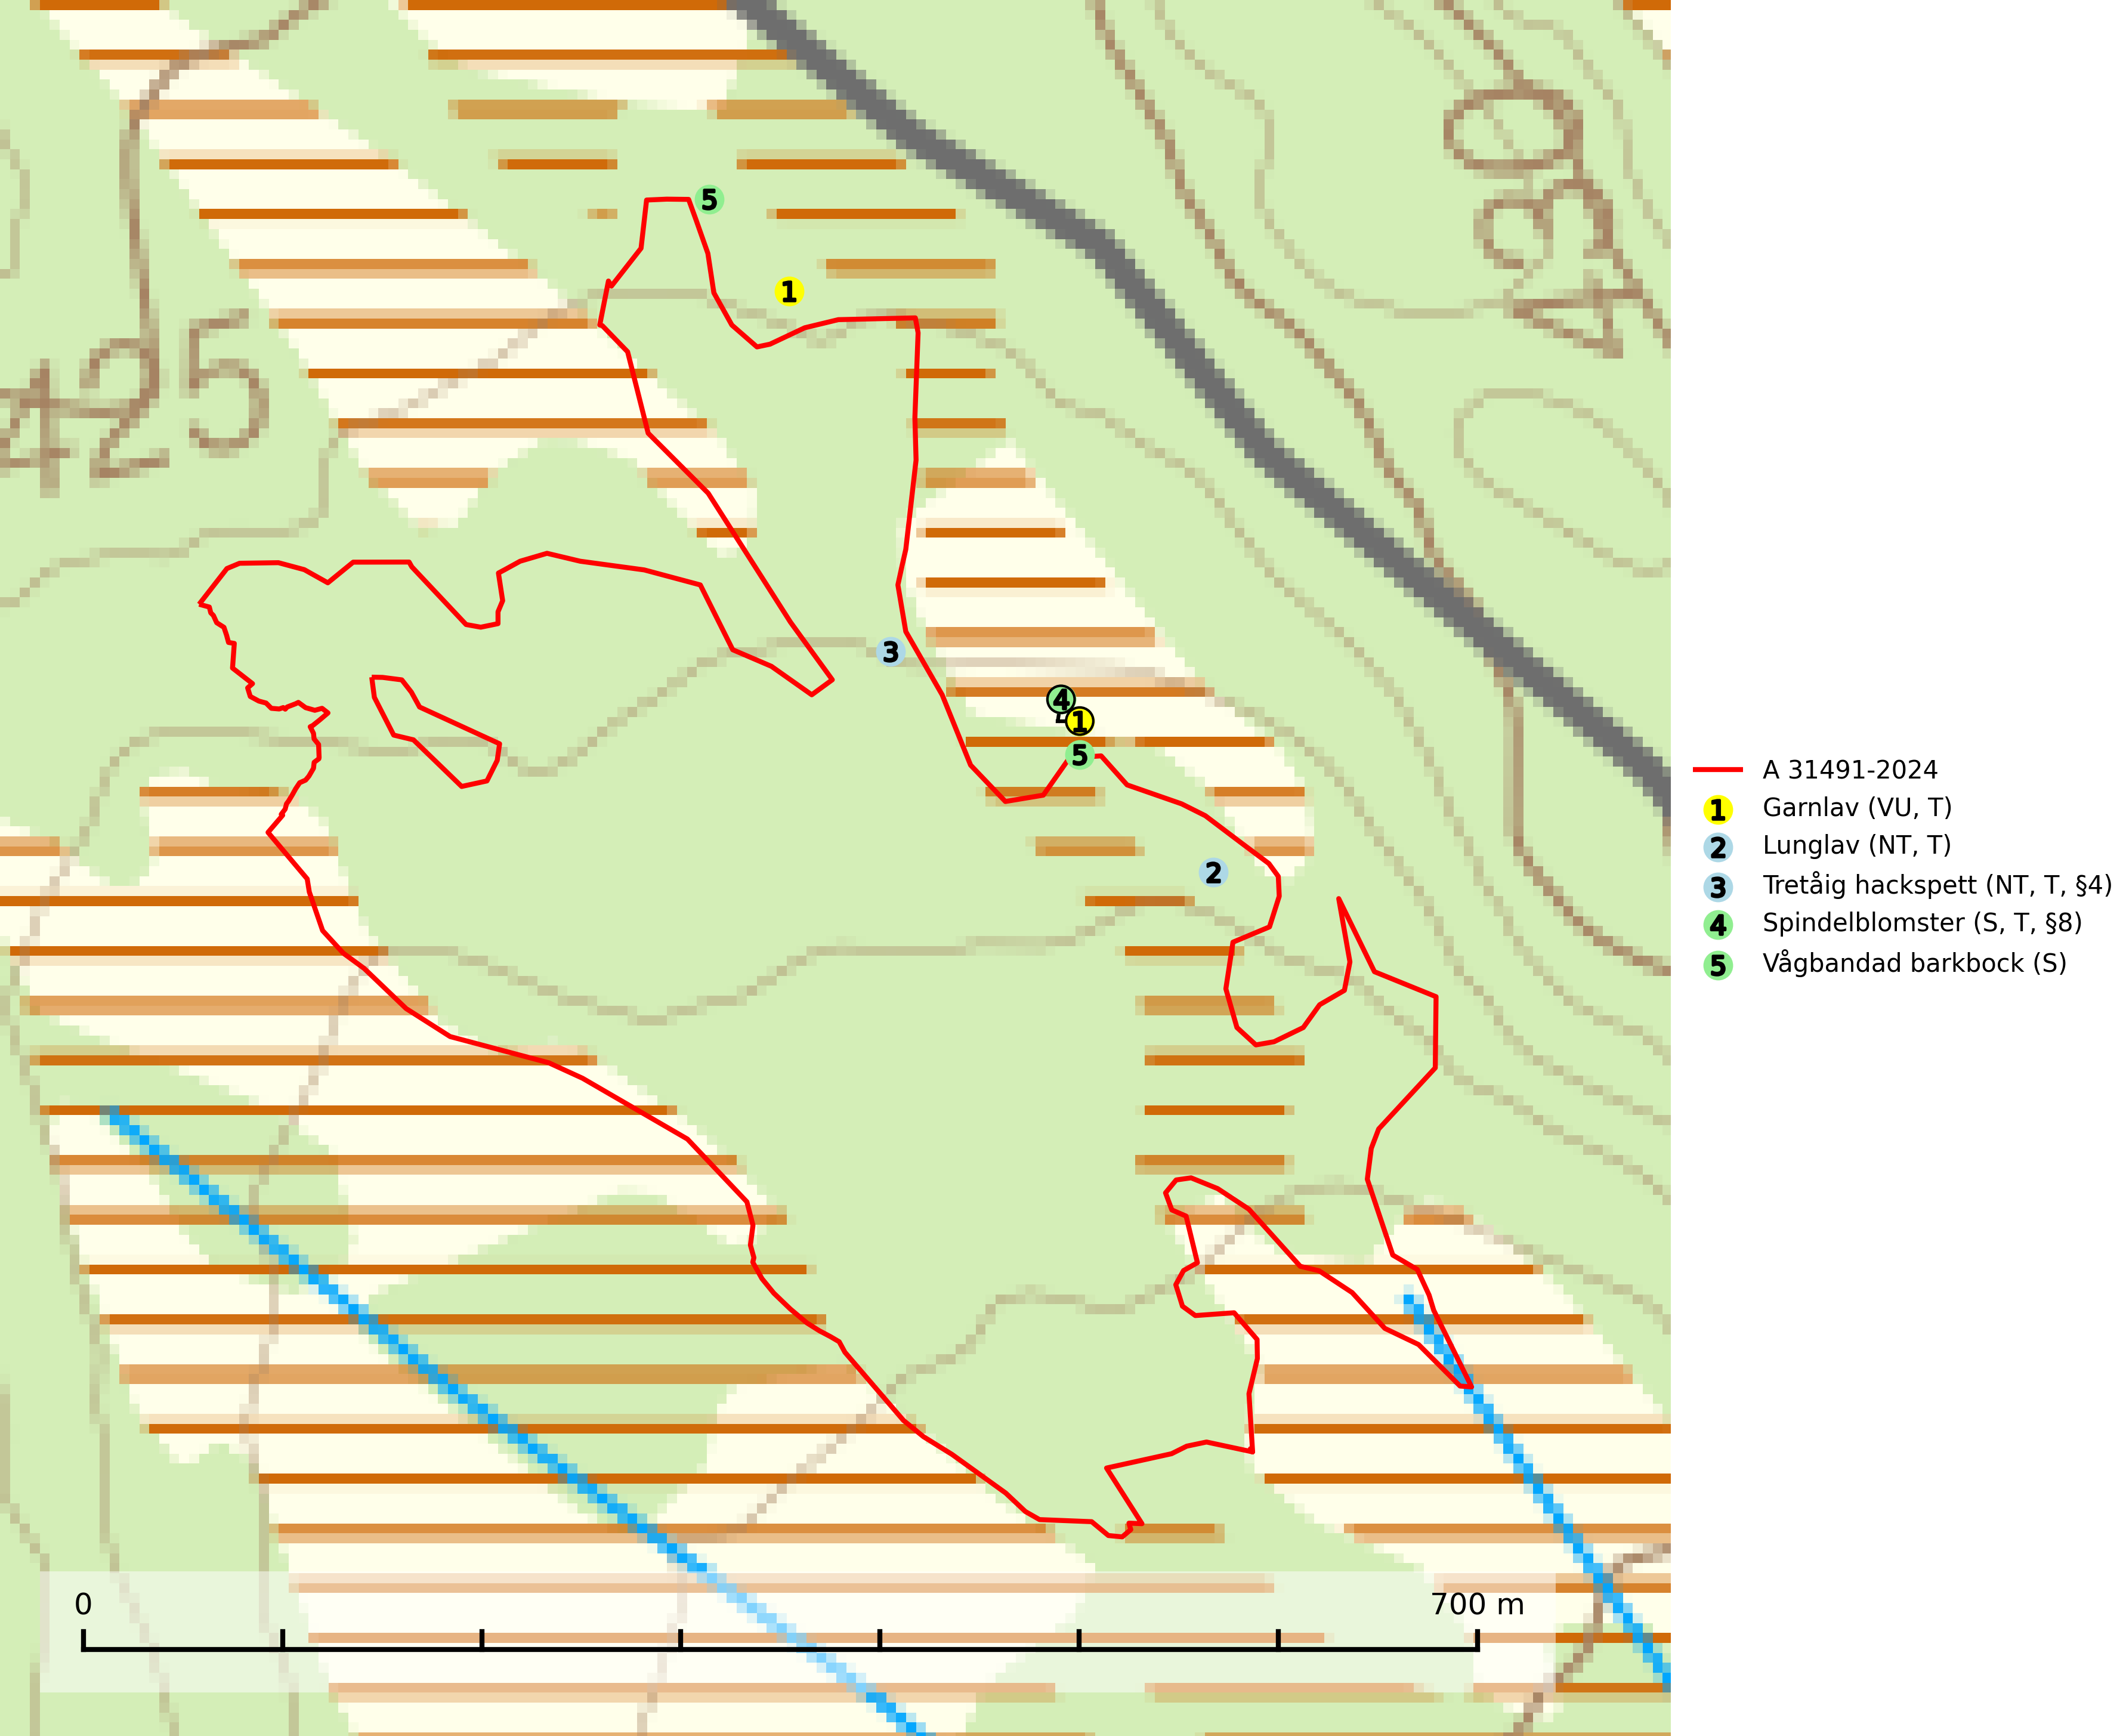 5
1
425
3
4
1
5
2
490
0
700 m
A 31491-2024
1 Garnlav (VU, T)
2 Lunglav (NT, T)
3 Tretåig hackspett (NT, T, §4)
4 Spindelblomster (S, T, §8)
5 Vågbandad barkbock (S)